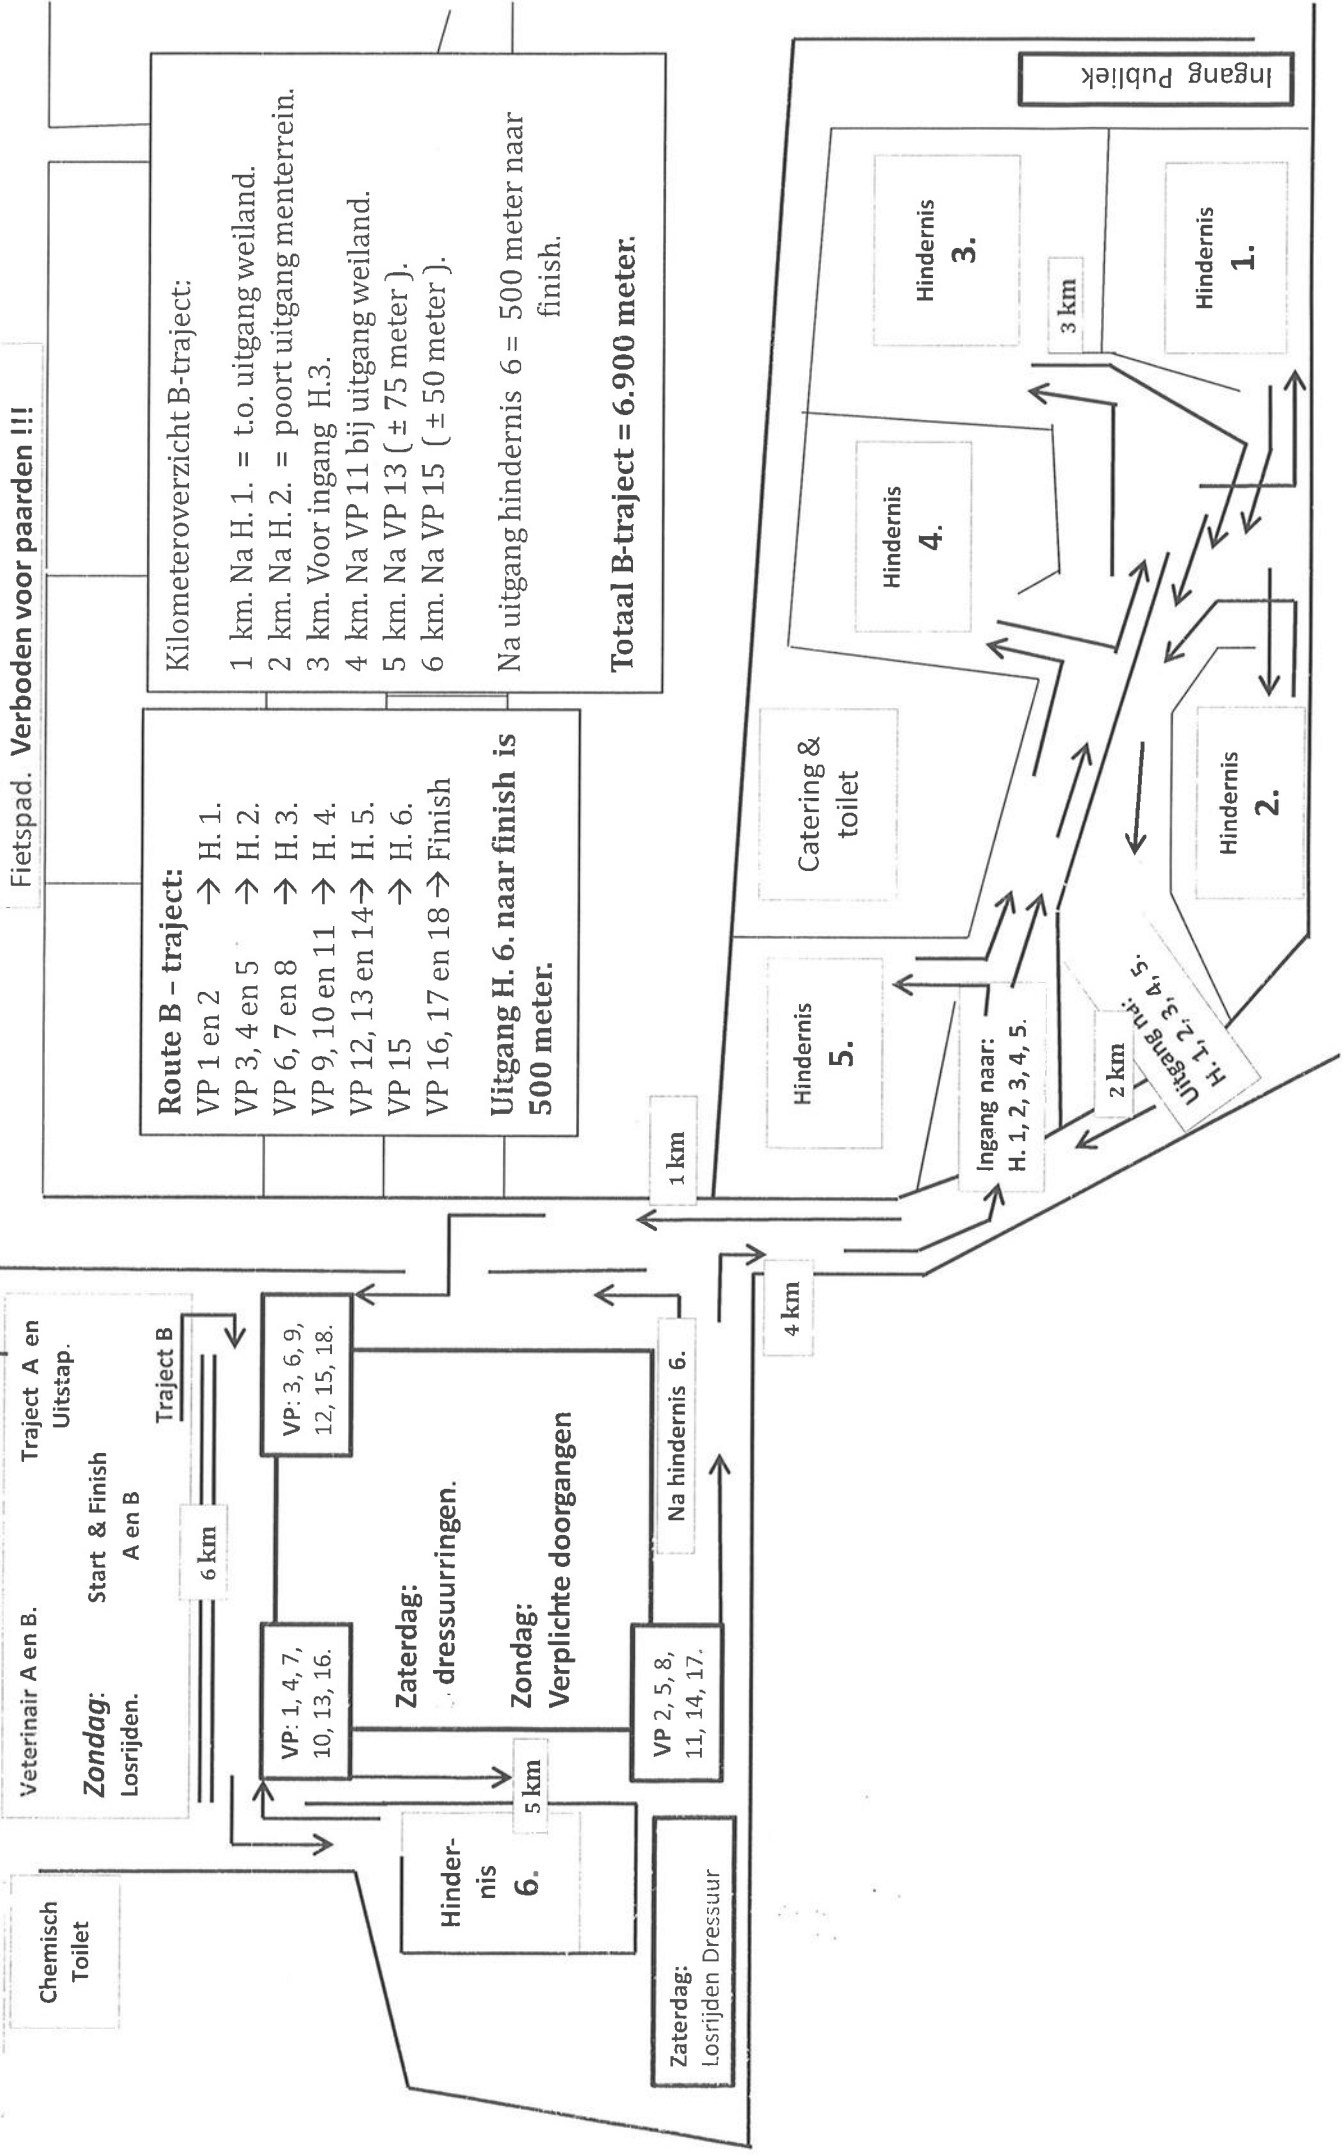 Fietspad. Verboden voor paarden !!!
Chemisch
Toilet
Veterinair A en B.
Traject A en
Uitstap.
Zondag:
Losrijden.
Start & Finish
A en B
Traject B
6 km
VP: 1, 4, 7,
10, 13, 16.
VP: 3, 6, 9,
12, 15, 18.
Zaterdag:
dressuurringen.
Zondag:
Verplichte doorgangen
Hinder-
nis
6.
5 km
VP 2, 5, 8,
11, 14, 17.
Na hindernis 6.
Zaterdag:
Losrijden Dressuur
Route B – traject:
VP 1 en 2 → H. 1.
VP 3, 4 en 5 → H. 2.
VP 6, 7 en 8 → H. 3.
VP 9, 10 en 11 → H. 4.
VP 12, 13 en 14 → H. 5.
VP 15 → H. 6.
VP 16, 17 en 18 → Finish
Uitgang H. 6. naar finish is
500 meter.
Kilometeroverzicht B-traject:
1 km. Na H. 1. = t.o. uitgang weiland.
2 km. Na H. 2. = poort uitgang menterrein.
3 km. Voor ingang H.3.
4 km. Na VP 11 bij uitgang weiland.
5 km. Na VP 13 ( ± 75 meter ).
6 km. Na VP 15 ( ± 50 meter ).
Na uitgang hindernis 6 = 500 meter naar
finish.
Totaal B-traject = 6.900 meter.
1 km
4 km
Hindernis
5.
Catering &
toilet
Hindernis
4.
Hindernis
3.
3 km
Ingang Publiek
Ingang naar:
H. 1, 2, 3, 4, 5.
2 km
Uitgang na:
H. 1, 2, 3, 4, 5.
Hindernis
2.
Hindernis
1.